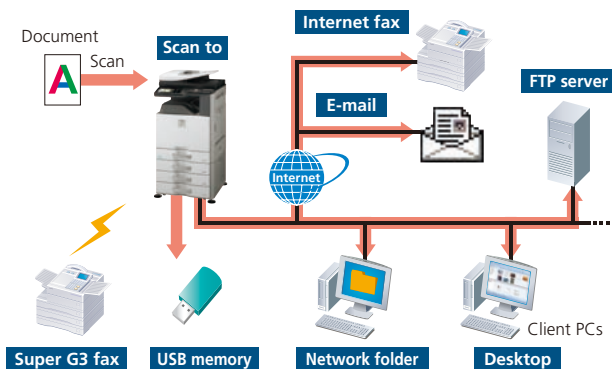 Document
Scan
A
Scan to
Internet fax
E-mail
FTP server
Internet
Client PCs
Super G3 fax
USB memory
Network folder
Desktop